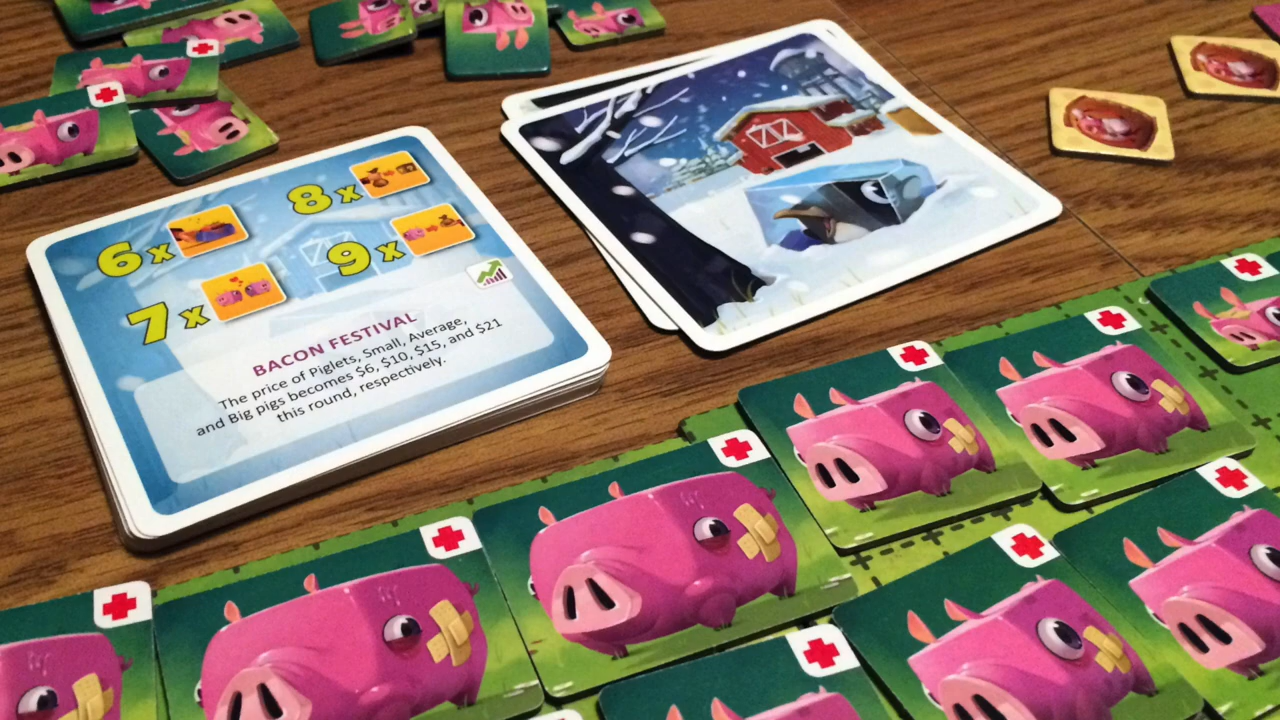 8x
6x
9x
7x
BACON FESTIVAL
The price of Piglets, Small, Average,
and Big pigs becomes $6, $10, $15, and $21
this round, respectively.